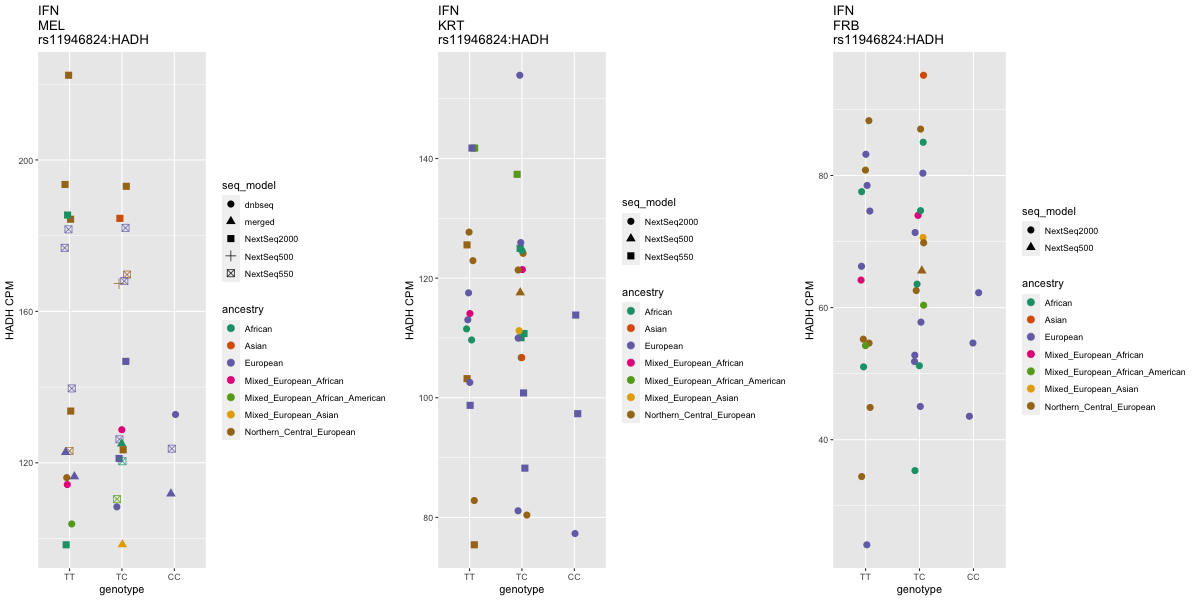 IFN
MEL
rs11946824:HADH
HADH CPM
200
160
120
TT
TC
CC
genotype
seq_model
dnbseq
merged
NextSeq2000
NextSeq500
NextSeq550
ancestry
African
Asian
European
Mixed_European_African
Mixed_European_African_American
Mixed_European_Asian
Northern_Central_European
IFN
KRT
rs11946824:HADH
HADH CPM
140
120
100
80
TT
TC
CC
genotype
seq_model
NextSeq2000
NextSeq500
NextSeq550
ancestry
African
Asian
European
Mixed_European_African
Mixed_European_African_American
Mixed_European_Asian
Northern_Central_European
IFN
FRB
rs11946824:HADH
HADH CPM
80
60
40
TT
TC
CC
genotype
seq_model
NextSeq2000
NextSeq500
ancestry
African
Asian
European
Mixed_European_African
Mixed_European_African_American
Mixed_European_Asian
Northern_Central_European